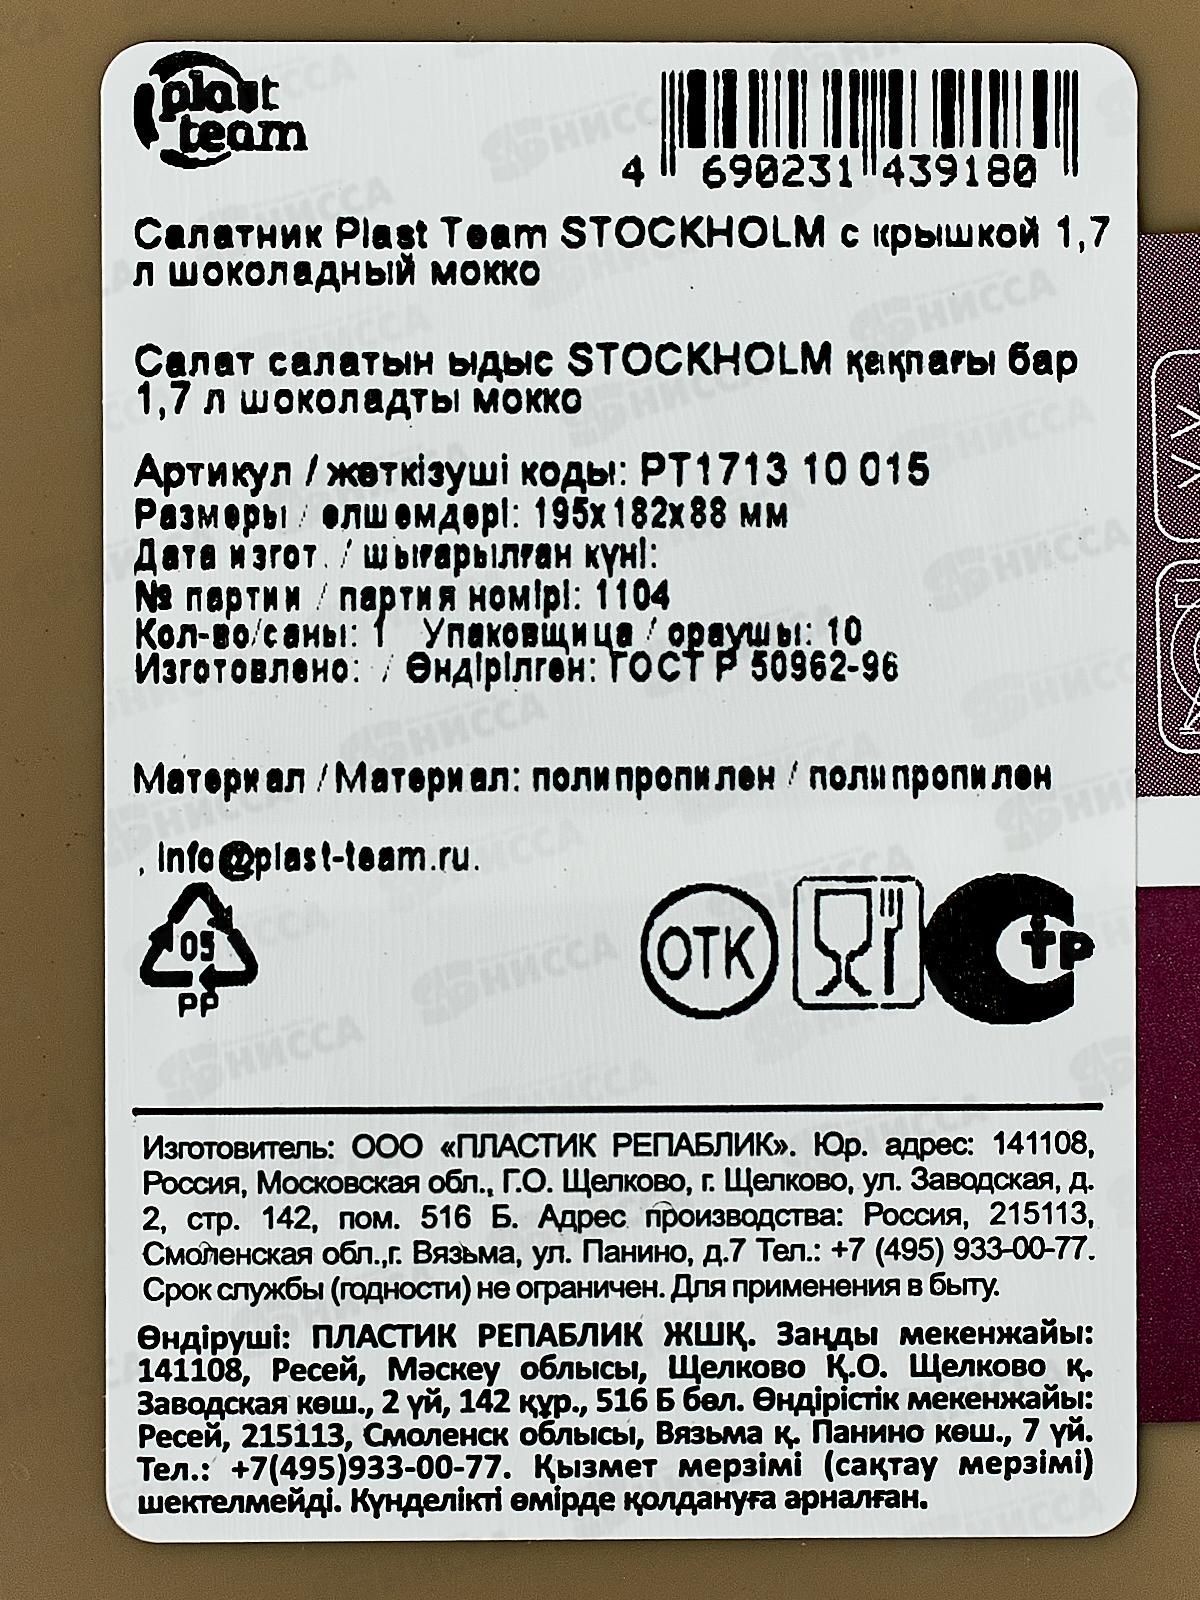 plast
team
4 690231 439180
Салатник Plast Team STOCKHOLM с крышкой 1,7
л шоколадный мокко
Салат салатын ыдыс STOCKHOLM қақпағы бар
1,7 л шоколадты мокко
Артикул / жеткізуші коды: PT1713 10 015
Размеры / өлшемдері: 195x182x88 мм
Дата изгот. / шығарылған күні:
№ партии / партия номірі: 1104
Кол-во/саны: 1 Упаковщица / ораушы: 10
Изготовлено: / Өндірілген: ГОСТ Р 50962-96
Материал / Материал: полипропилен / полипропилен
, info@plast-team.ru.
05
PP
ОТК
СТР
Изготовитель: ООО «ПЛАСТИК РЕПАБЛИК». Юр. адрес: 141108,
Россия, Московская обл., Г.О. Щелково, г. Щелково, ул. Заводская, д.
2, стр. 142, пом. 516 Б. Адрес производства: Россия, 215113,
Смоленская обл.,г. Вязьма, ул. Панино, д.7 Тел.: +7 (495) 933-00-77.
Срок службы (годности) не ограничен. Для применения в быту.
Өндіруші: ПЛАСТИК РЕПАБЛИК ЖШҚ. Заңды мекенжайы:
141108, Ресей, Мәскеу облысы, Щелково Қ.О. Щелково қ.
Заводская көш., 2 үй, 142 құр., 516 Б бөл. Өндірістік мекенжайы:
Ресей, 215113, Смоленск облысы, Вязьма қ. Панино көш., 7 үй.
Тел.: +7(495)933-00-77. Қызмет мерзімі (сақтау мерзімі)
шектелмейді. Күнделікті өмірде қолдануға арналған.